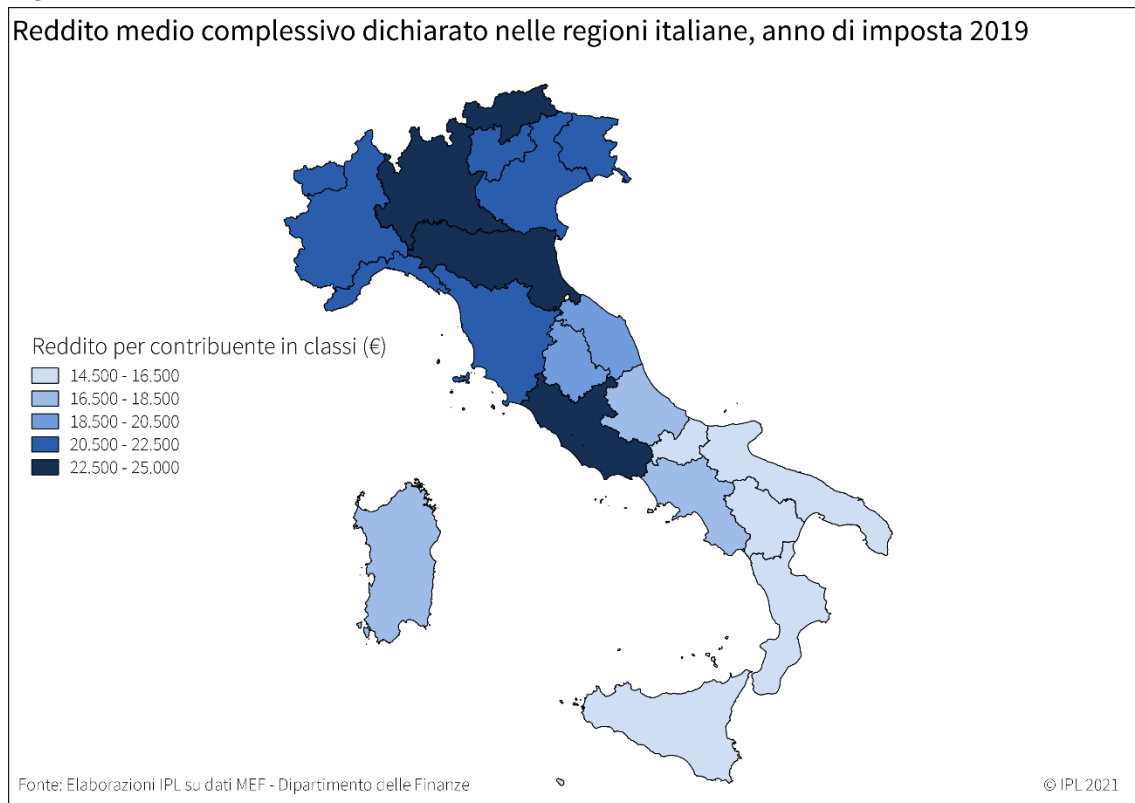 Reddito medio complessivo dichiarato nelle regioni italiane, anno di imposta 2019
Reddito per contribuente in classi (€)
14.500 - 16.500
16.500 - 18.500
18.500 - 20.500
20.500 - 22.500
22.500 - 25.000
Fonte: Elaborazioni IPL su dati MEF - Dipartimento delle Finanze
© IPL 2021